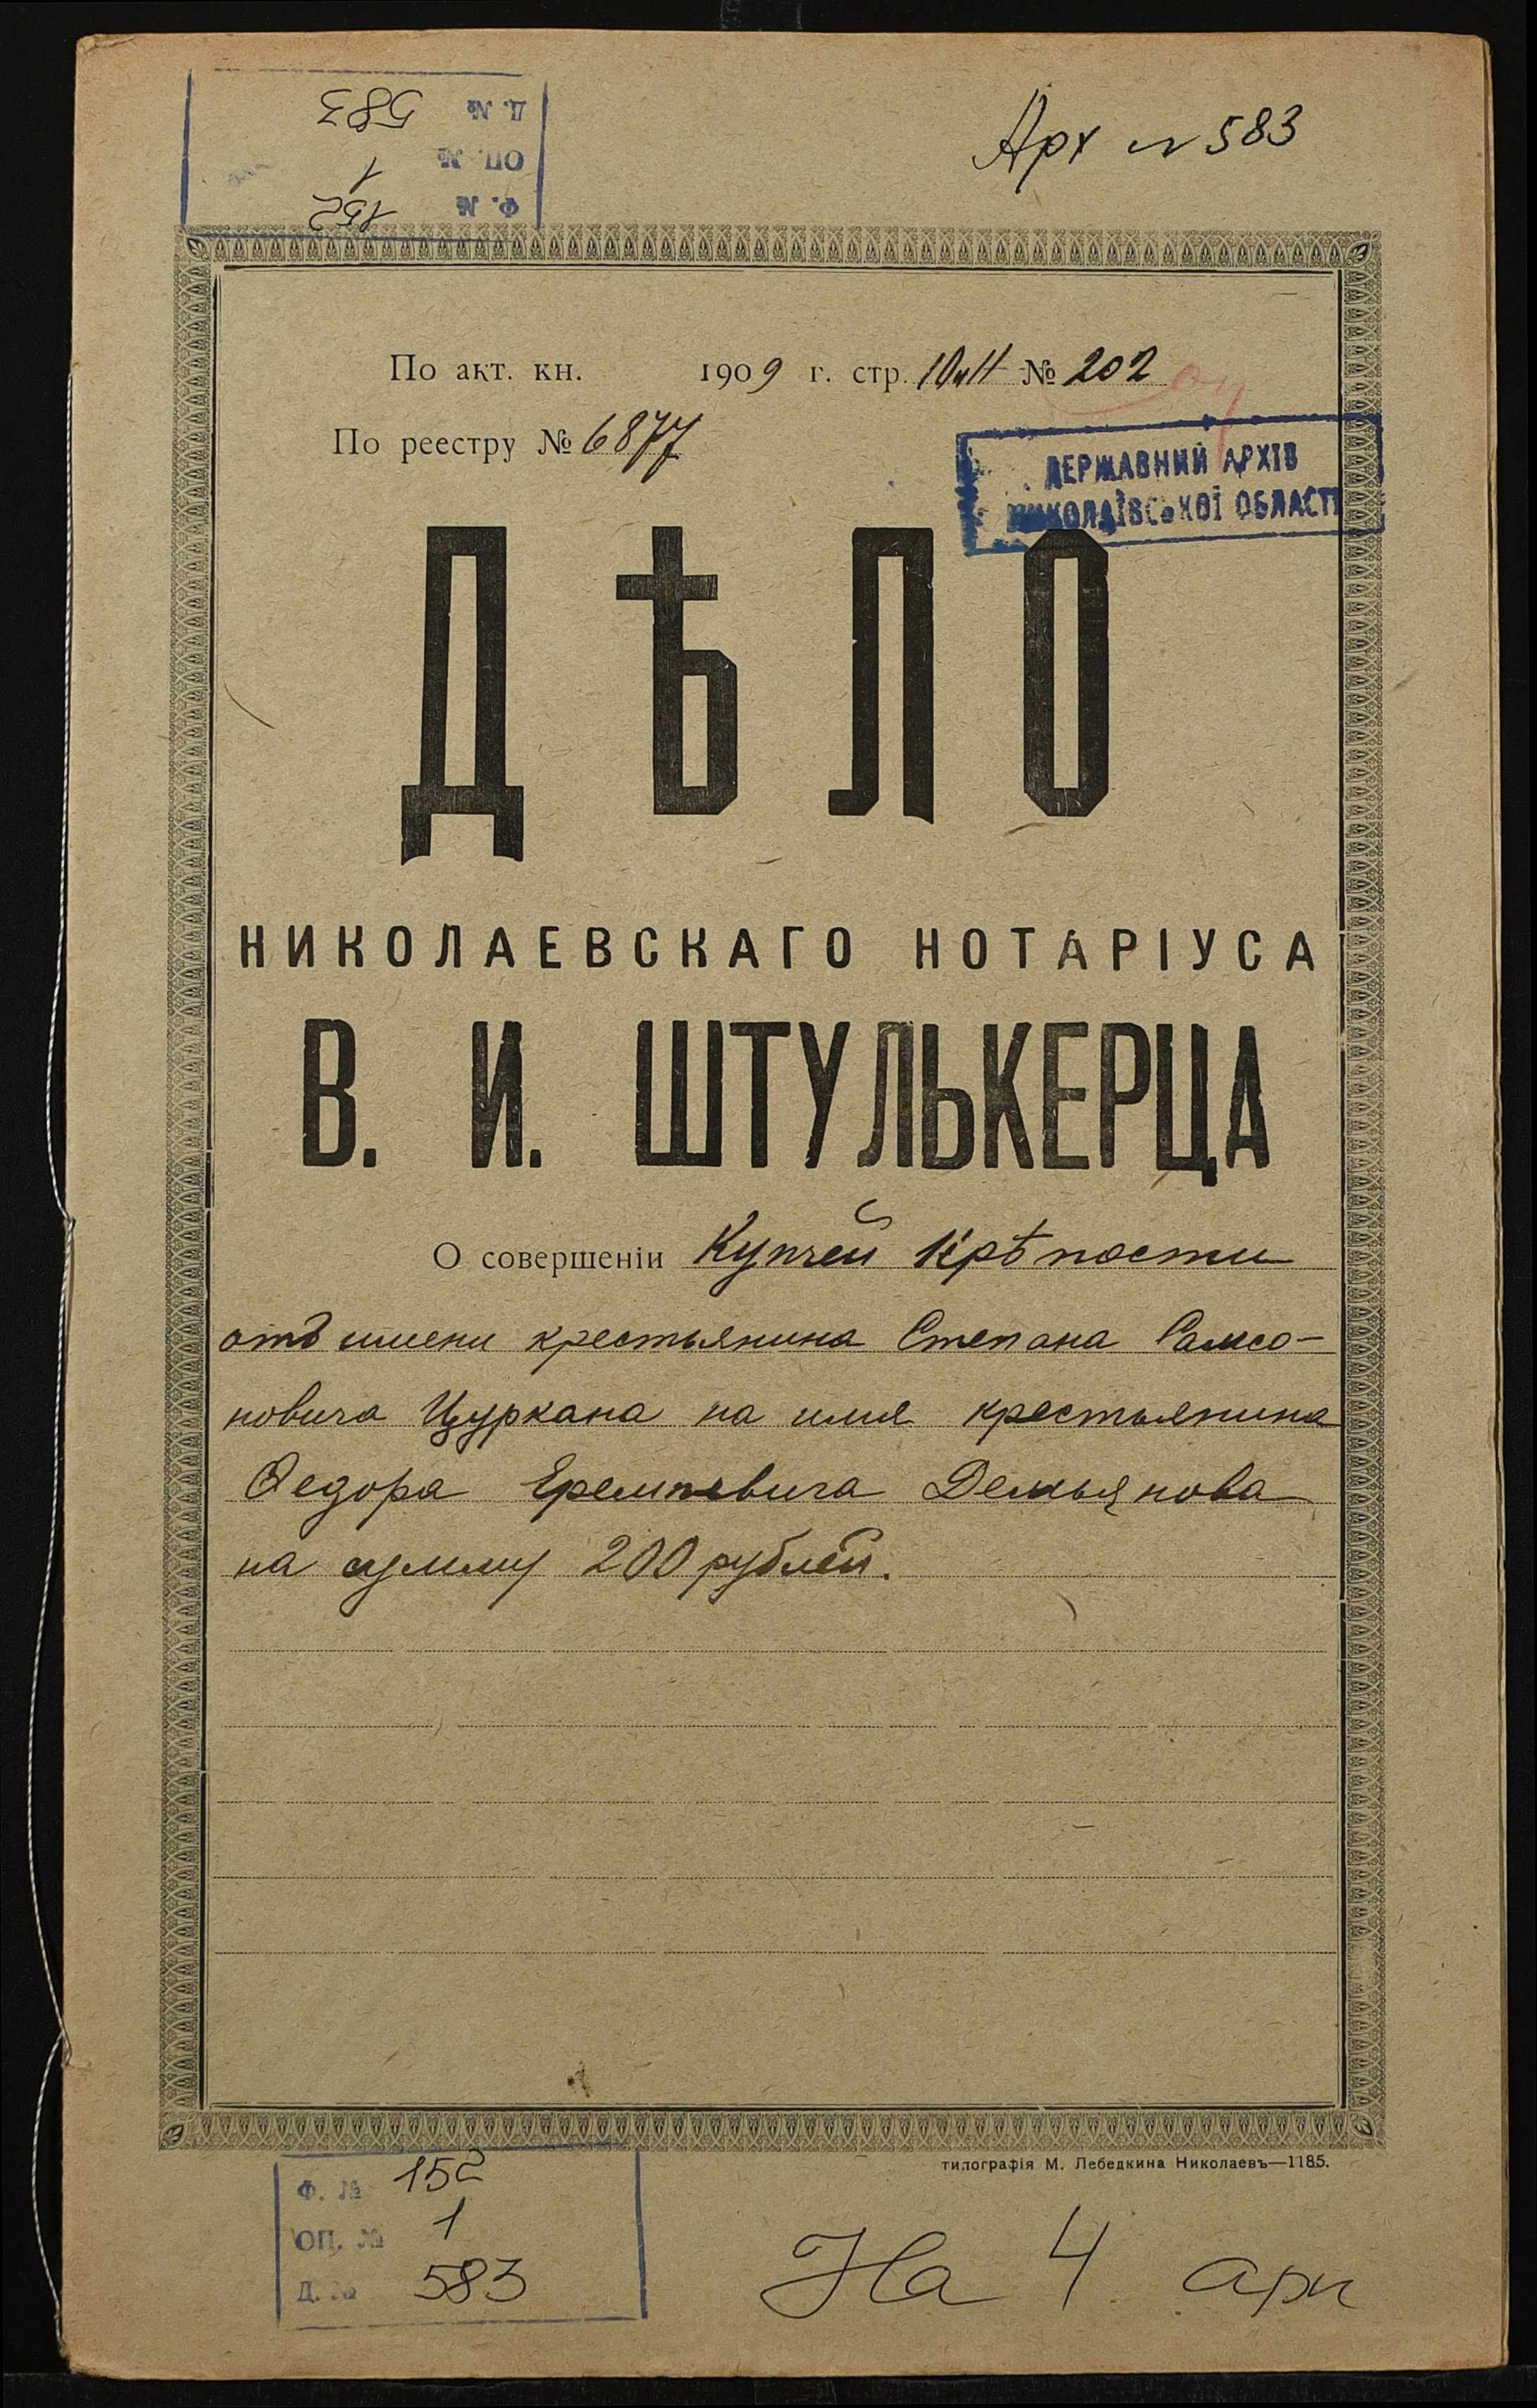 Д. № 583
ОП. № 1
Ф. № 152
Арх № 583
По акт. кн. 1909 г. стр. 10 и 11 № 202
По реестру № 6877
ДЕРЖАВНИЙ АРХІВ
МИКОЛАЇВСЬКОЇ ОБЛАСТІ
ДѢЛО
НИКОЛАЕВСКАГО НОТАРІУСА
В. И. ШТУЛЬКЕРЦА
О совершеніи Купчей крѣпости
отъ имени крестьянина Степана Самсо-
новича Цуркана на имя крестьянина
Ѳедора Еремѣевича Демьянова
на сумму 200 рублей.
типографія М. Лебедкина Николаевъ—1185.
Ф. № 152
ОП. № 1
Д. № 583
На 4 арк